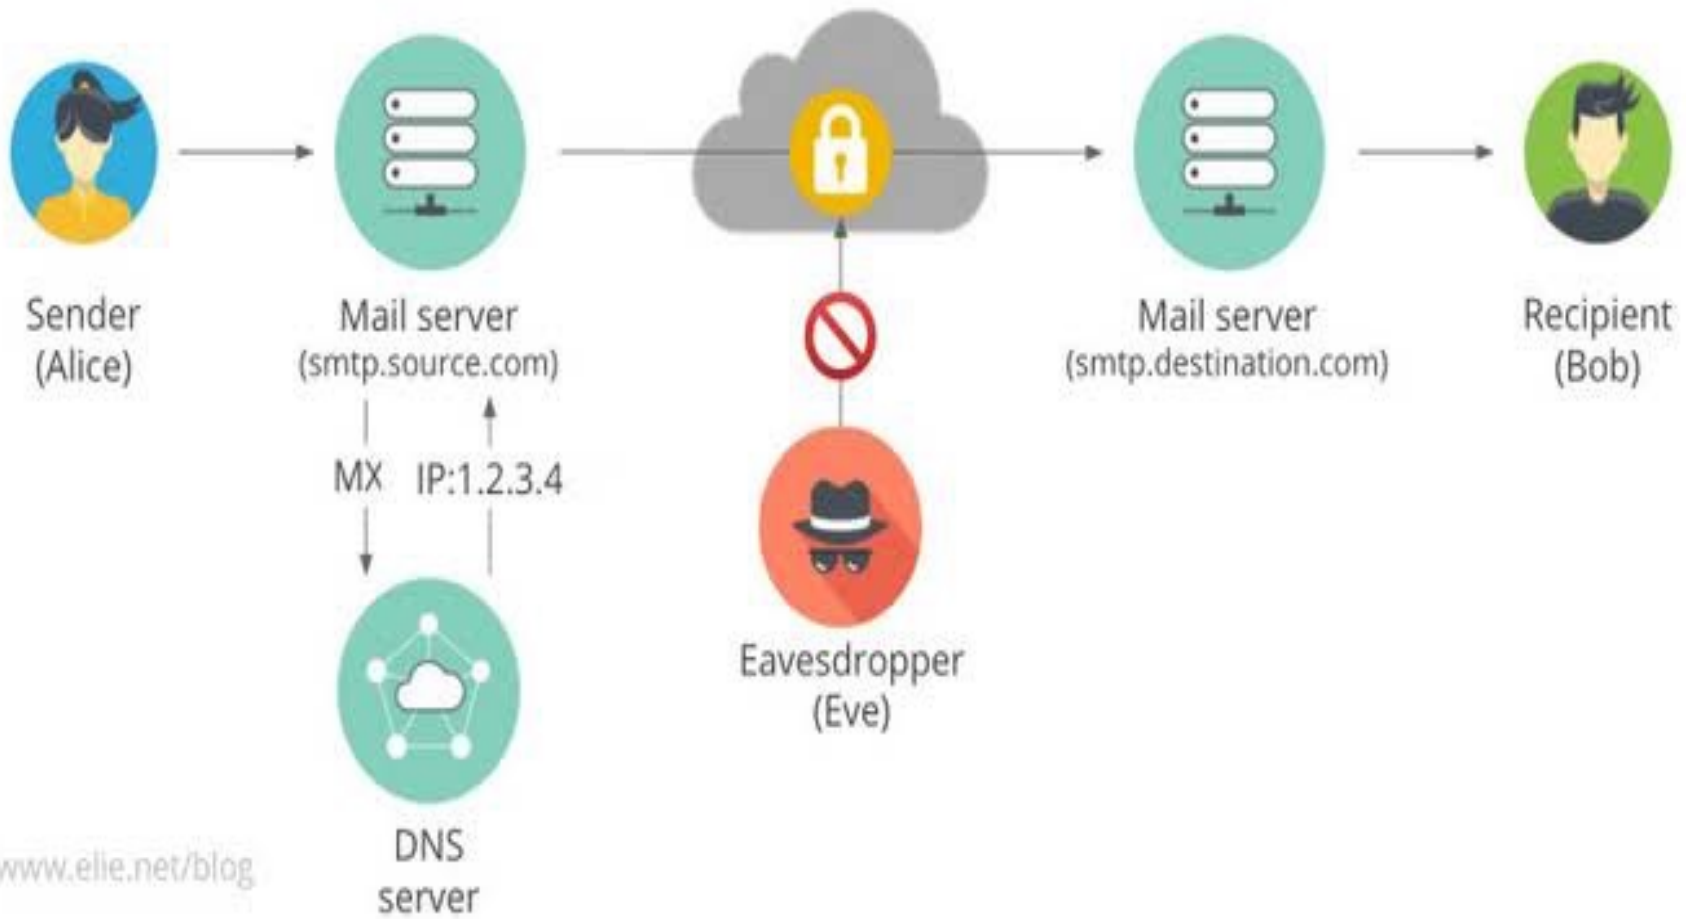 Sender
(Alice)
Mail server
(smtp.source.com)
Mail server
(smtp.destination.com)
Recipient
(Bob)
MX
IP:1.2.3.4
Eavesdropper
(Eve)
DNS
server
www.elie.net/blog